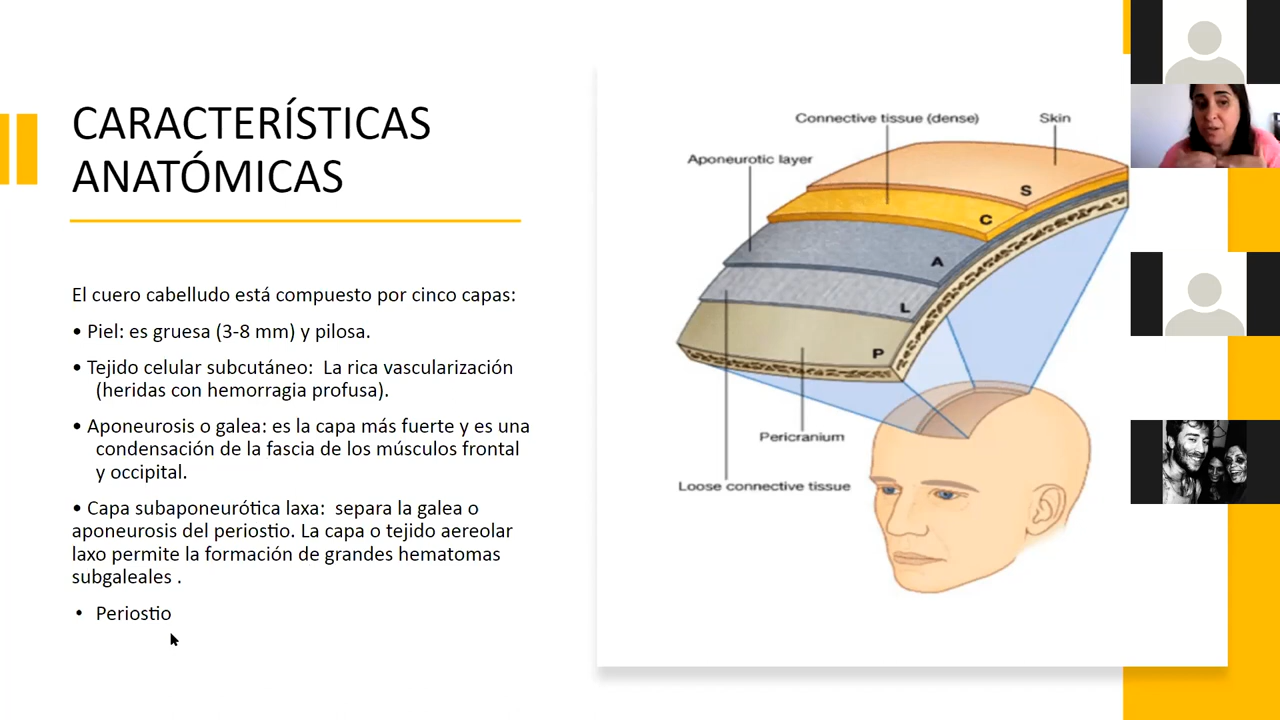 CARACTERÍSTICAS
ANATÓMICAS
El cuero cabelludo está compuesto por cinco capas:
• Piel: es gruesa (3-8 mm) y pilosa.
• Tejido celular subcutáneo:  La rica vascularización
(heridas con hemorragia profusa).
• Aponeurosis o galea: es la capa más fuerte y es una
condensación de la fascia de los músculos frontal
y occipital.
• Capa subaponeurótica laxa:  separa la galea o
aponeurosis del periostio. La capa o tejido aereolar
laxo permite la formación de grandes hematomas
subgaleales .
• Periostio
Connective tissue (dense)
Skin
Aponeurotic layer
S
C
A
L
P
Pericranium
Loose connective tissue